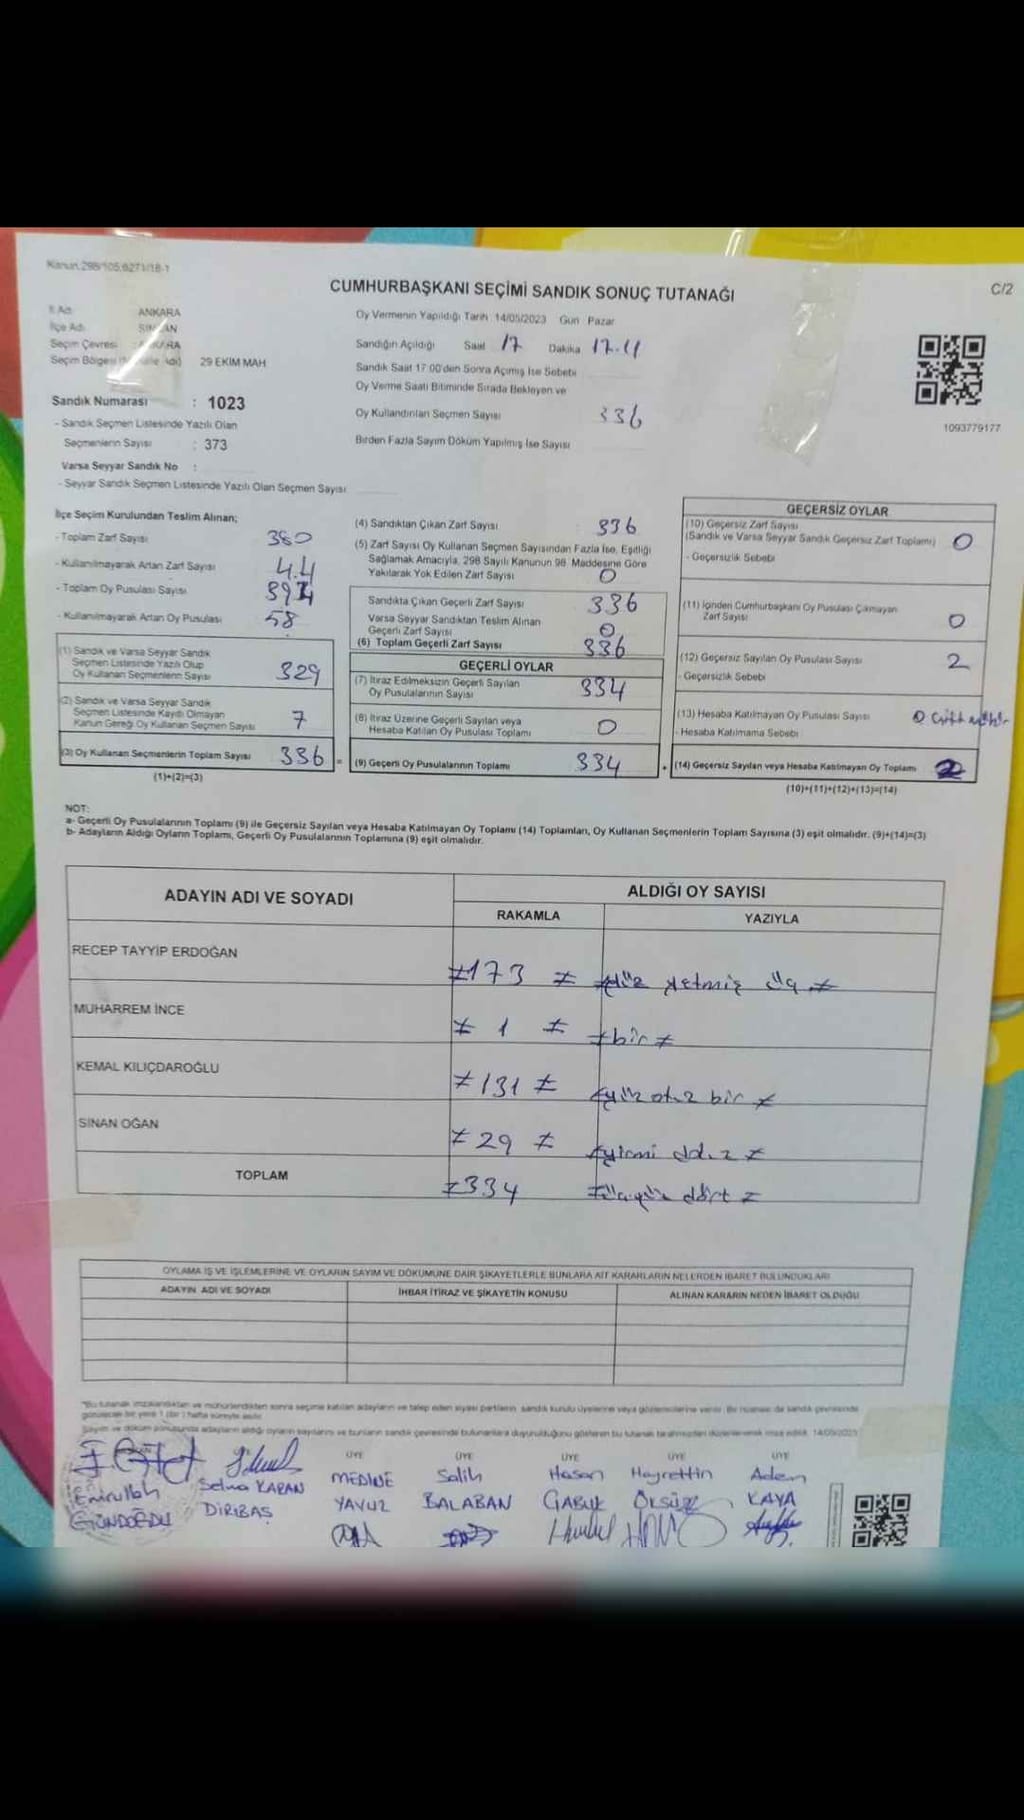 Kanun:298/105;6271/18-1
CUMHURBAŞKANI SEÇİMİ SANDIK SONUÇ TUTANAĞI
C/2
İl Adı ANKARA
İlçe Adı
Seçim Çevresi
Seçim Bölgesi 29 EKİM MAH
Oy Vermenin Yapıldığı Tarih 14/05/2023 Gün Pazar
Sandığın Açıldığı Saat 17 Dakika
Sandık Saat 17:00'den Sonra Açılmış İse Sebebi
Oy Verme Saati Bitiminde Sırada Bekleyen ve
Oy Kullandırılan Seçmen Sayısı 336
Birden Fazla Sayım Döküm Yapılmış İse Sayısı
1093779177
Sandık Numarası : 1023
- Sandık Seçmen Listesinde Yazılı Olan
Seçmenlerin Sayısı : 373
Varsa Seyyar Sandık No :
- Seyyar Sandık Seçmen Listesinde Yazılı Olan Seçmen Sayısı
İlçe Seçim Kurulundan Teslim Alınan;
- Toplam Zarf Sayısı 380
- Kullanılmayarak Artan Zarf Sayısı 44
- Toplam Oy Pusulası Sayısı
- Kullanılmayarak Artan Oy Pusulası 58
(1) Sandık ve Varsa Seyyar Sandık
Seçmen Listesinde Yazılı Olup
Oy Kullanan Seçmenlerin Sayısı 329
(2) Sandık ve Varsa Seyyar Sandık
Seçmen Listesinde Kaydı Olmayan
Kanun Gereği Oy Kullanan Seçmen Sayısı 7
(3) Oy Kullanan Seçmenlerin Toplam Sayısı 336 =
(1)+(2)=(3)
(4) Sandıktan Çıkan Zarf Sayısı : 336
(5) Zarf Sayısı Oy Kullanan Seçmen Sayısından Fazla İse, Eşitliği
Sağlamak Amacıyla, 298 Sayılı Kanunun 98. Maddesine Göre
Yakılarak Yok Edilen Zarf Sayısı 0
Sandıkta Çıkan Geçerli Zarf Sayısı 336
Varsa Seyyar Sandıktan Teslim Alınan
Geçerli Zarf Sayısı 0
(6) Toplam Geçerli Zarf Sayısı 336
GEÇERLİ OYLAR
(7) İtiraz Edilmeksizin Geçerli Sayılan
Oy Pusulalarının Sayısı 334
(8) İtiraz Üzerine Geçerli Sayılan veya
Hesaba Katılan Oy Pusulası Toplamı 0
(9) Geçerli Oy Pusulalarının Toplamı 334 +
GEÇERSİZ OYLAR
(10) Geçersiz Zarf Sayısı
(Sandık ve Varsa Seyyar Sandık Geçersiz Zarf Toplamı) 0
- Geçersizlik Sebebi
(11) İçinden Cumhurbaşkanı Oy Pusulası Çıkmayan
Zarf Sayısı 0
(12) Geçersiz Sayılan Oy Pusulası Sayısı 2
- Geçersizlik Sebebi
(13) Hesaba Katılmayan Oy Pusulası Sayısı 0
- Hesaba Katılmama Sebebi
(14) Geçersiz Sayılan veya Hesaba Katılmayan Oy Toplamı 2
(10)+(11)+(12)+(13)=(14)
NOT:
a- Geçerli Oy Pusulalarının Toplamı (9) ile Geçersiz Sayılan veya Hesaba Katılmayan Oy Toplamı (14) Toplamları, Oy Kullanan Seçmenlerin Toplam Sayısına (3) eşit olmalıdır. (9)+(14)=(3)
b- Adayların Aldığı Oyların Toplamı, Geçerli Oy Pusulalarının Toplamına (9) eşit olmalıdır.
ADAYIN ADI VE SOYADI
ALDIĞI OY SAYISI
RAKAMLA YAZIYLA
RECEP TAYYİP ERDOĞAN ≠173≠ ≠yüz yetmiş üç≠
MUHARREM İNCE ≠1≠ ≠bir≠
KEMAL KILIÇDAROĞLU ≠131≠ ≠yüz otuz bir≠
SİNAN OĞAN ≠29≠ ≠yirmi dokuz≠
TOPLAM ≠334 ≠üçyüz dört≠
OYLAMA İŞ VE İŞLEMLERİNE VE OYLARIN SAYIM VE DÖKÜMÜNE DAİR ŞİKAYETLERLE BUNLARA AİT KARARLARIN NELERDEN İBARET BULUNDUKLARI
ADAYIN ADI VE SOYADI İHBAR İTİRAZ VE ŞİKAYETİN KONUSU ALINAN KARARIN NEDEN İBARET OLDUĞU
ÜYE ÜYE ÜYE ÜYE ÜYE
Emirullah Selma KARAN MEDİNE Salih Hasan Hayrettin Adem
GÜNDOĞDU DİRİBAŞ YAVUZ BALABAN GABUK ÖKSÜZ KAYA